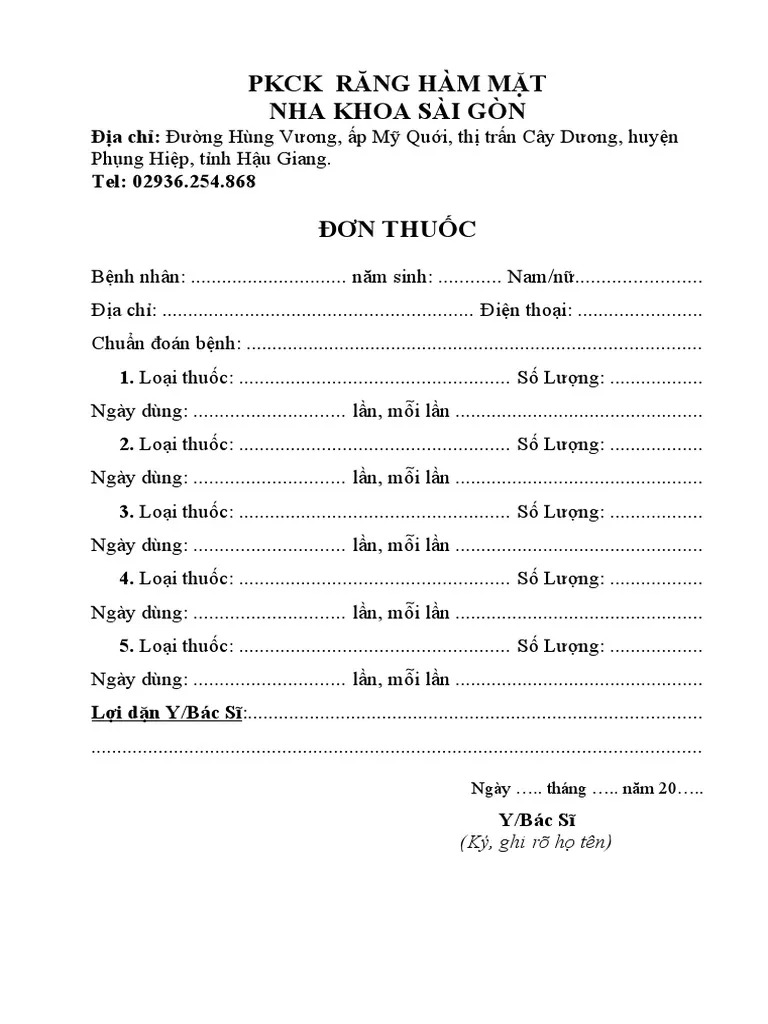 PKCK RĂNG HÀM MẶT
NHA KHOA SÀI GÒN
Địa chỉ: Đường Hùng Vương, ấp Mỹ Quới, thị trấn Cây Dương, huyện
Phụng Hiệp, tỉnh Hậu Giang.
Tel: 02936.254.868
ĐƠN THUỐC
Bệnh nhân: .............................. năm sinh: ............ Nam/nữ.........................
Địa chỉ: ............................................................. Điện thoại: ........................
Chuẩn đoán bệnh: .........................................................................................
1. Loại thuốc: ..................................................... Số Lượng: ..................
Ngày dùng: .............................. lần, mỗi lần ................................................
2. Loại thuốc: ..................................................... Số Lượng: ..................
Ngày dùng: .............................. lần, mỗi lần ................................................
3. Loại thuốc: ..................................................... Số Lượng: ..................
Ngày dùng: .............................. lần, mỗi lần ................................................
4. Loại thuốc: ..................................................... Số Lượng: ..................
Ngày dùng: .............................. lần, mỗi lần ................................................
5. Loại thuốc: ..................................................... Số Lượng: ..................
Ngày dùng: .............................. lần, mỗi lần ................................................
Lợi dặn Y/Bác Sĩ:.........................................................................................
.......................................................................................................................
Ngày ….. tháng ….. năm 20…..
Y/Bác Sĩ
(Ký, ghi rõ họ tên)